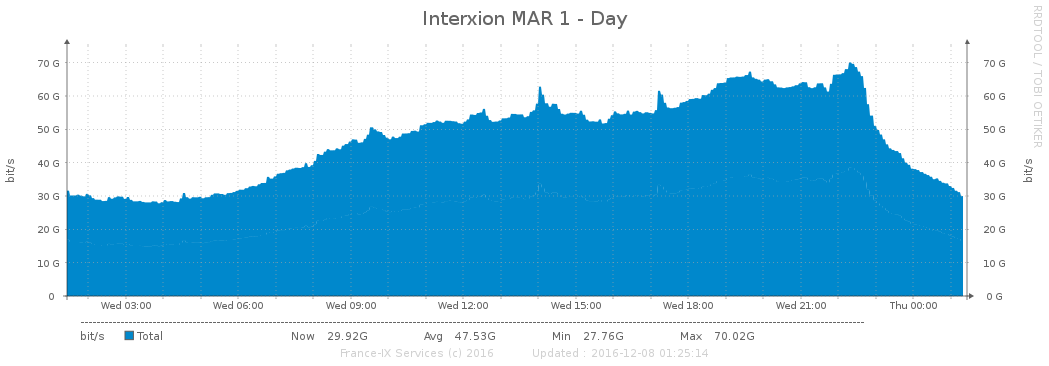 Interxion MAR 1 - Day
RRDTOOL / TOBI OETIKER
bit/s
bit/s
70 G 70 G
60 G 60 G
50 G 50 G
40 G 40 G
30 G 30 G
20 G 20 G
10 G 10 G
0 0 G
Wed 03:00 Wed 06:00 Wed 09:00 Wed 12:00 Wed 15:00 Wed 18:00 Wed 21:00 Thu 00:00
bit/s Total Now 29.92G Avg 47.53G Min 27.76G Max 70.02G
France-IX Services (c) 2016 Updated : 2016-12-08 01:25:14